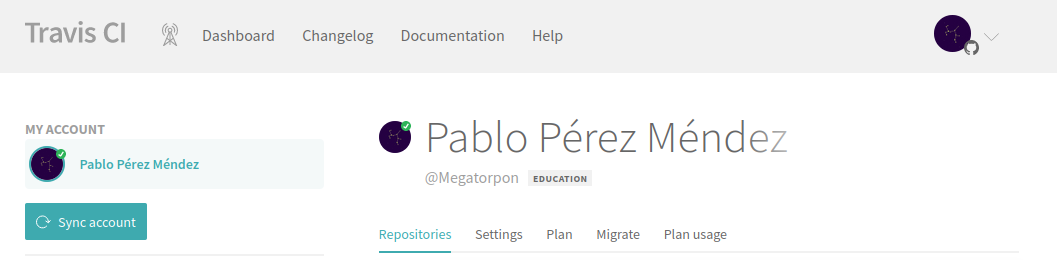 Travis CI Dashboard Changelog Documentation Help
MY ACCOUNT
Pablo Pérez Méndez
Sync account
Pablo Pérez Méndez
@Megatorpon EDUCATION
Repositories Settings Plan Migrate Plan usage